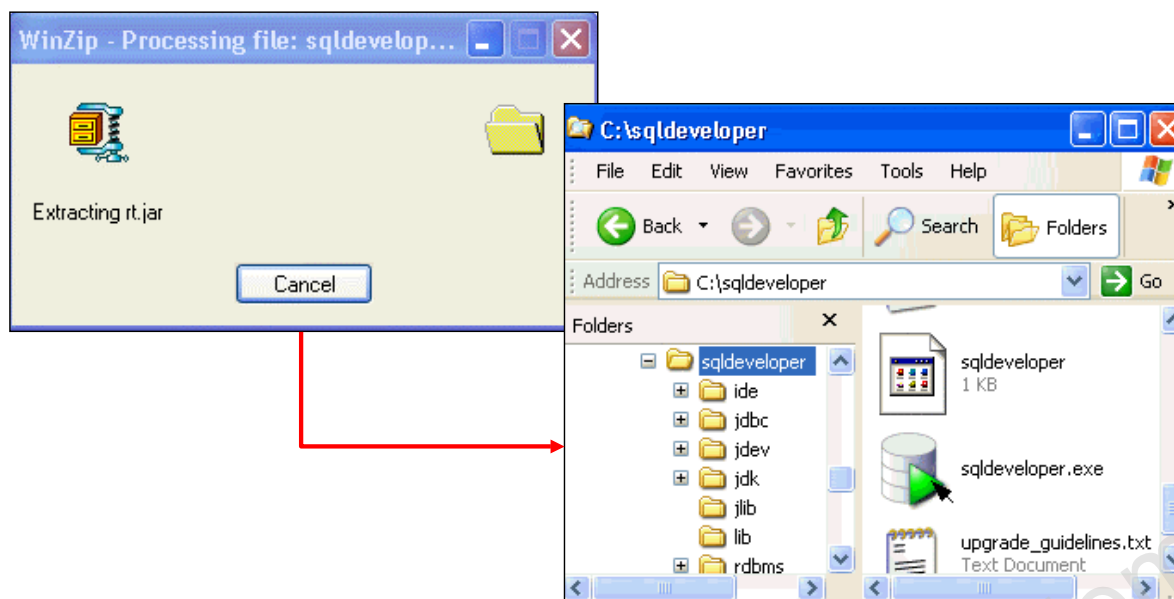 WinZip - Processing file: sqldevelop...
Extracting rt.jar
Cancel
C:\sqldeveloper
File Edit View Favorites Tools Help
Back Search Folders
Address C:\sqldeveloper Go
Folders
sqldeveloper
ide
jdbc
jdev
jdk
jlib
lib
rdbms
sqldeveloper
1 KB
sqldeveloper.exe
upgrade_guidelines.txt
Text Document